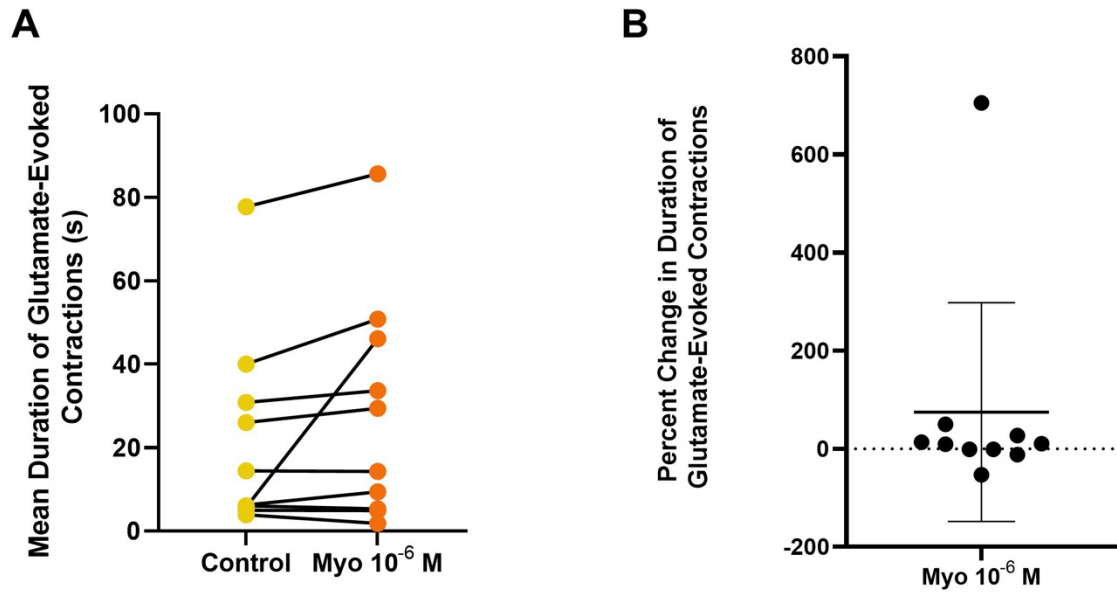 A
Mean Duration of Glutamate-Evoked
Contractions (s)
100
80
60
40
20
0
Control
Myo 10⁻⁶ M
B
Percent Change in Duration of
Glutamate-Evoked Contractions
800
600
400
200
0
-200
Myo 10⁻⁶ M